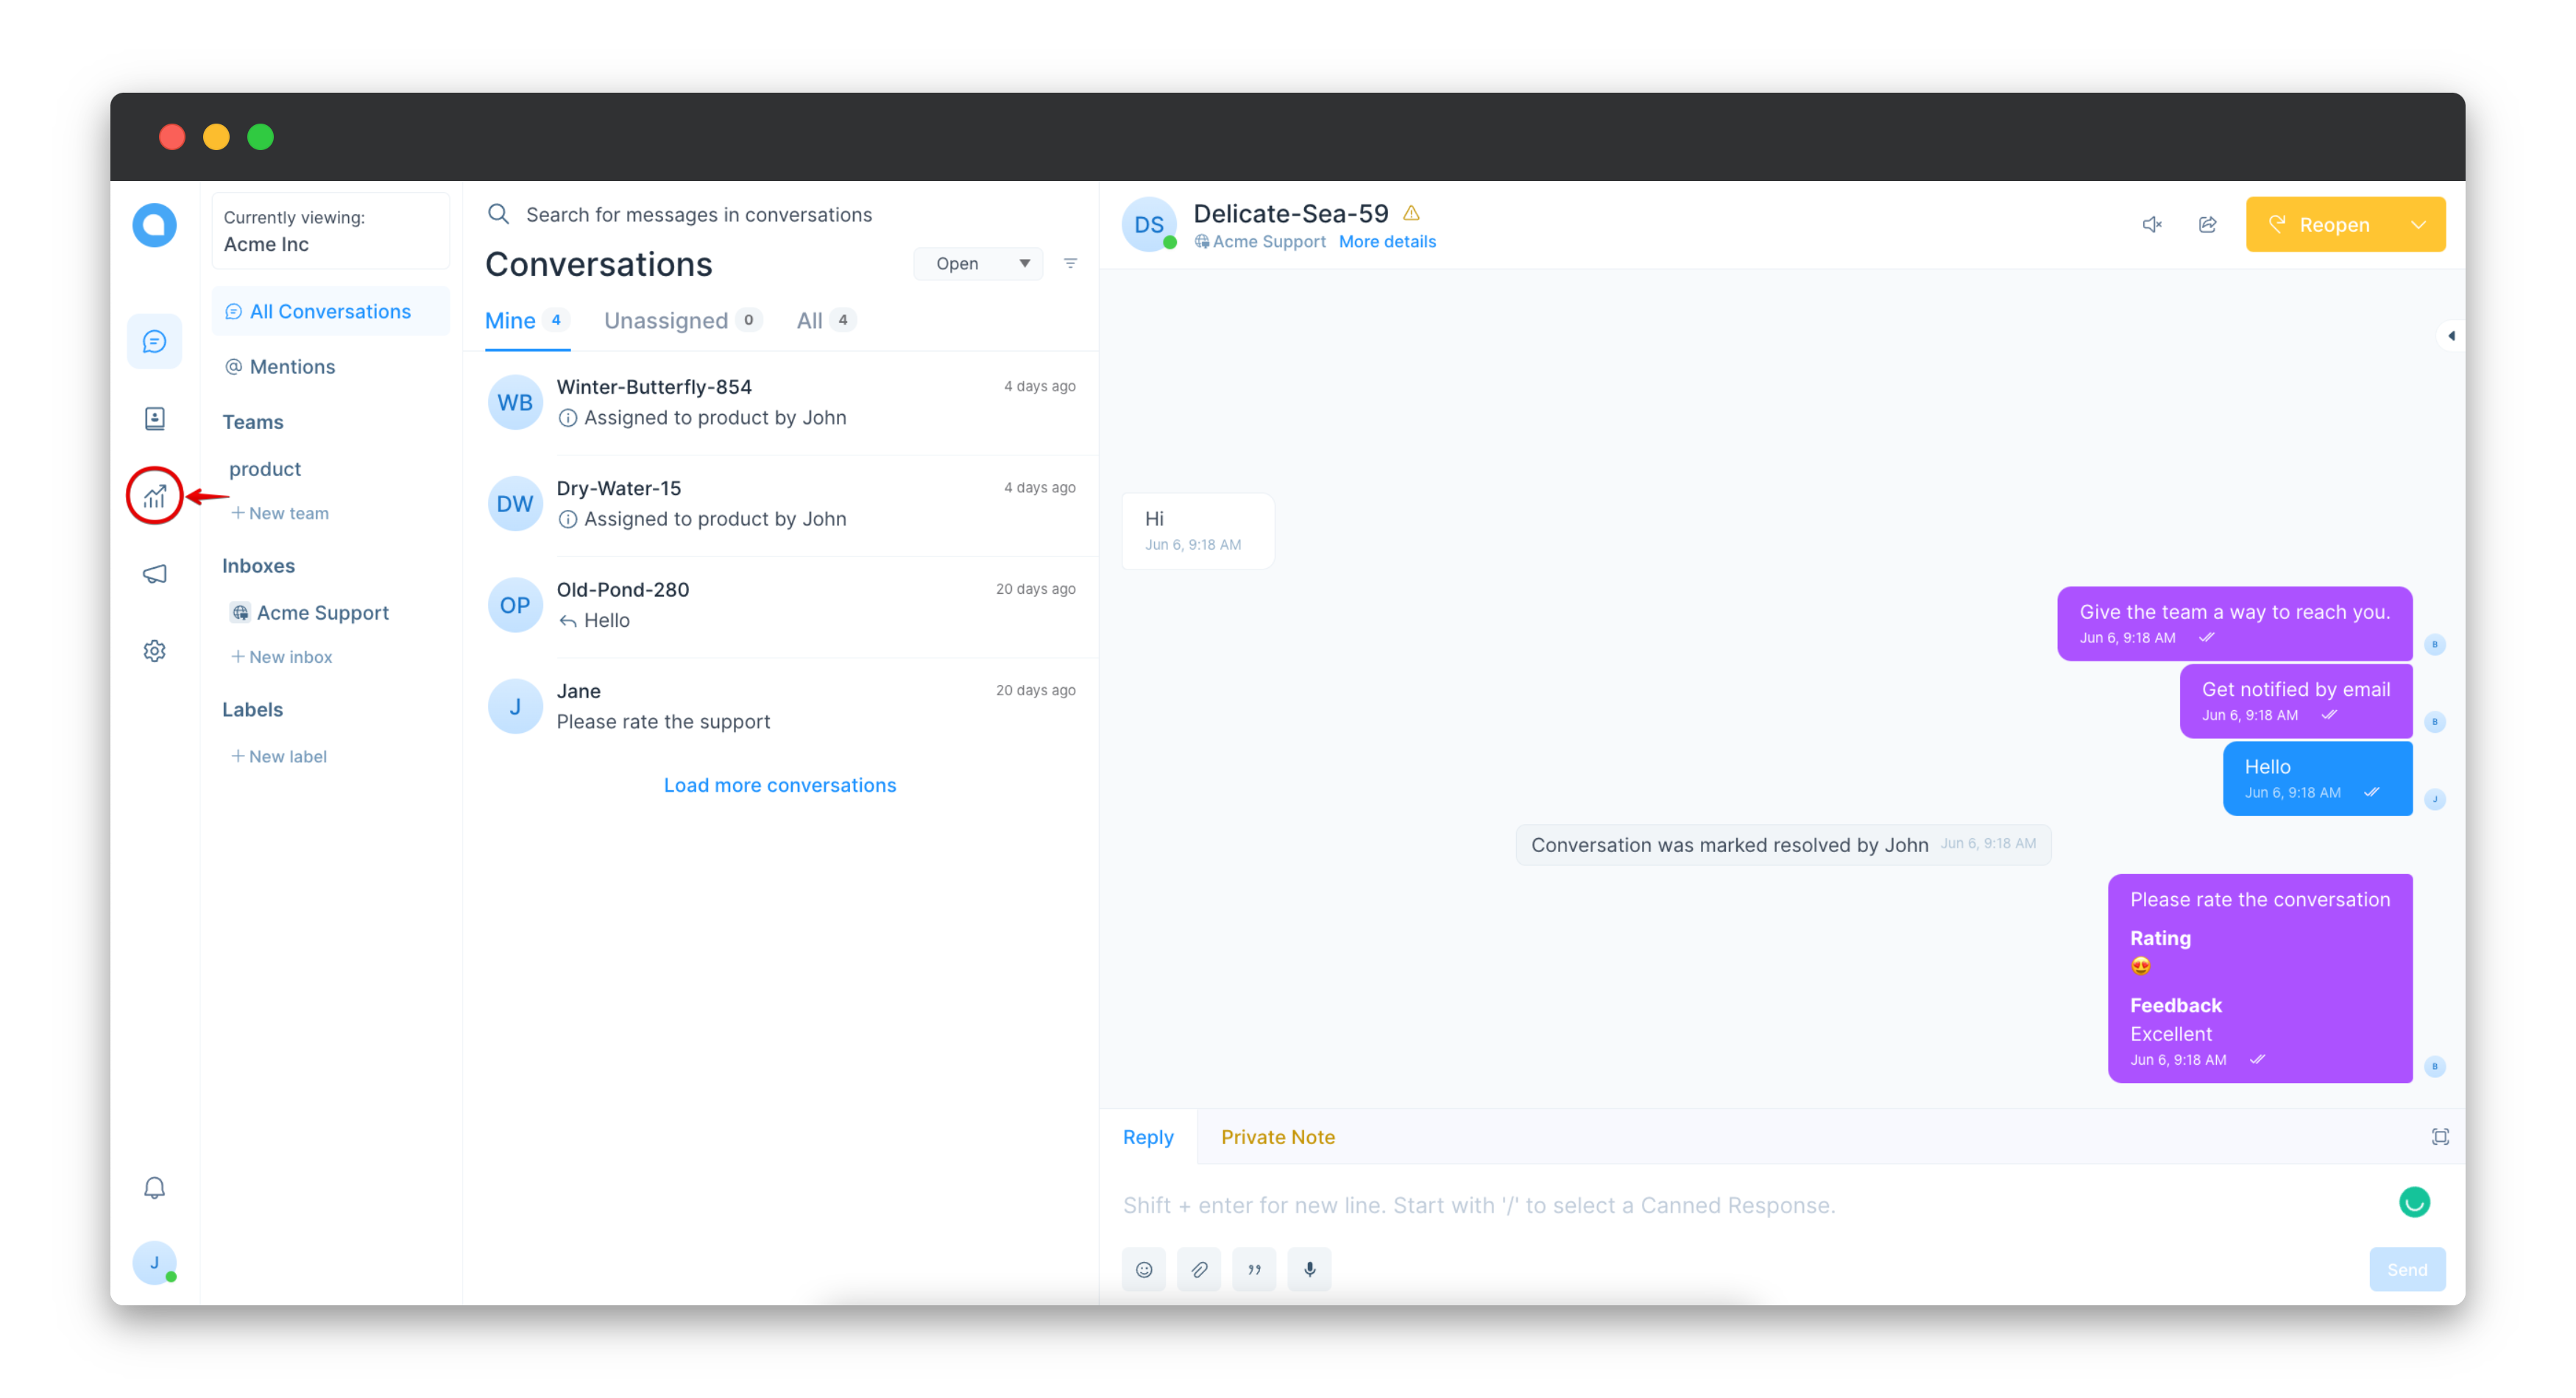 Currently viewing:
Acme Inc
All Conversations
Mentions
Teams
product
New team
Inboxes
Acme Support
New inbox
Labels
New label
J
Search for messages in conversations
Conversations
Open
Mine 4 Unassigned 0 All 4
WB
Winter-Butterfly-854 4 days ago
Assigned to product by John
DW
Dry-Water-15 4 days ago
Assigned to product by John
OP
Old-Pond-280 20 days ago
Hello
J
Jane 20 days ago
Please rate the support
Load more conversations
DS
Delicate-Sea-59
Acme Support More details
Reopen
Hi
Jun 6, 9:18 AM
Give the team a way to reach you.
Jun 6, 9:18 AM
B
Get notified by email
Jun 6, 9:18 AM
B
Hello
Jun 6, 9:18 AM
J
Conversation was marked resolved by John Jun 6, 9:18 AM
Please rate the conversation
Rating
Feedback
Excellent
Jun 6, 9:18 AM
B
Reply Private Note
Shift + enter for new line. Start with '/' to select a Canned Response.
Send